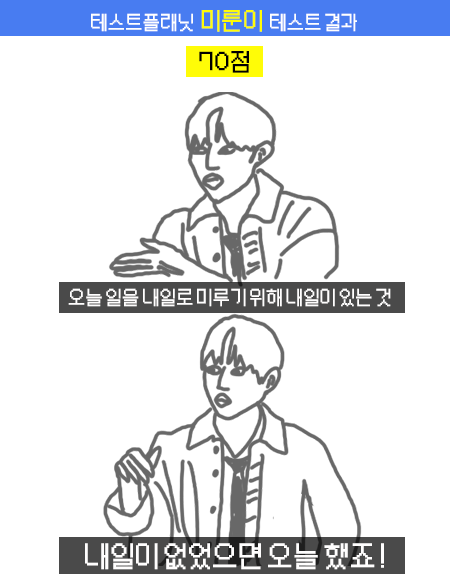 테스트플래닛 미룬이 테스트 결과
70점
오늘 일을 내일로 미루기 위해 내일이 있는 것
내일이 없었으면 오늘 했죠!